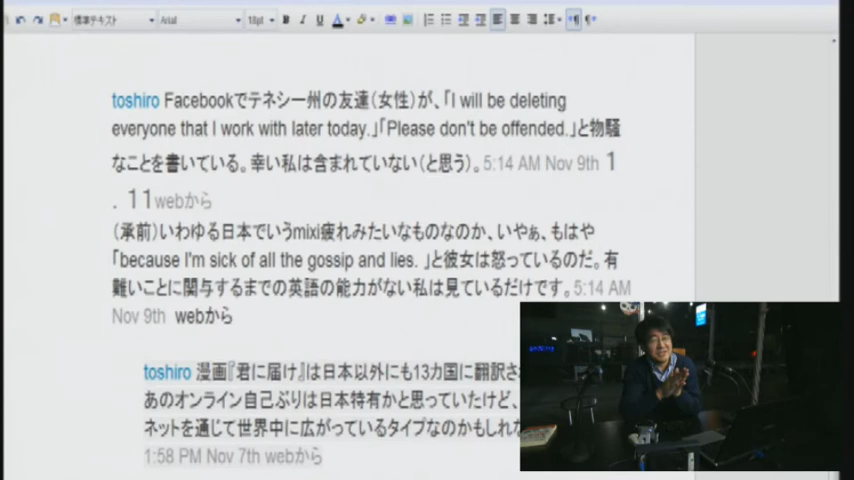 標準テキスト Arial 18pt B I U A
toshiro Facebookでテネシー州の友達（女性）が、「I will be deleting
everyone that I work with later today.」「Please don't be offended.」と物騒
なことを書いている。幸い私は含まれていない（と思う）。5:14 AM Nov 9th 1
. 11webから
（承前）いわゆる日本でいうmixi疲れみたいなものなのか、いやぁ、もはや
「because I'm sick of all the gossip and lies. 」と彼女は怒っているのだ。有
難いことに関与するまでの英語の能力がない私は見ているだけです。5:14 AM
Nov 9th webから
toshiro 漫画『君に届け』は日本以外にも13カ国に翻訳さ
あのオンライン自己ぶりは日本特有かと思っていたけど、
ネットを通じて世界中に広がっているタイプなのかもしれな
1:58 PM Nov 7th webから